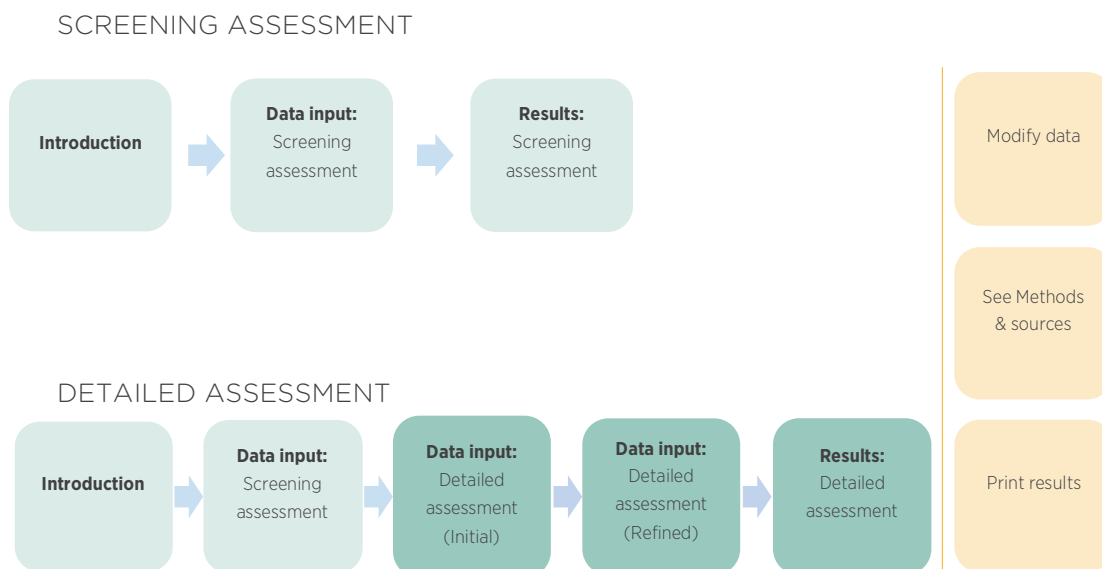 SCREENING ASSESSMENT
Introduction
Data input:
Screening
assessment
Results:
Screening
assessment
Modify data
See Methods
& sources
DETAILED ASSESSMENT
Introduction
Data input:
Screening
assessment
Data input:
Detailed
assessment
(Initial)
Data input:
Detailed
assessment
(Refined)
Results:
Detailed
assessment
Print results